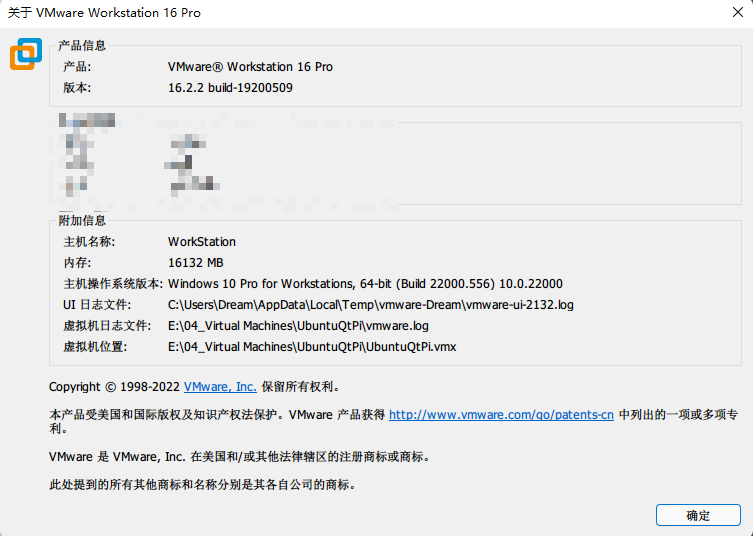 关于 VMware Workstation 16 Pro
产品信息
产品: VMware® Workstation 16 Pro
版本: 16.2.2 build-19200509
附加信息
主机名称: WorkStation
内存: 16132 MB
主机操作系统版本: Windows 10 Pro for Workstations, 64-bit (Build 22000.556) 10.0.22000
UI 日志文件: C:\Users\Dream\AppData\Local\Temp\vmware-Dream\vmware-ui-2132.log
虚拟机日志文件: E:\04_Virtual Machines\UbuntuQtPi\vmware.log
虚拟机位置: E:\04_Virtual Machines\UbuntuQtPi\UbuntuQtPi.vmx
Copyright © 1998-2022 VMware, Inc. 保留所有权利。
本产品受美国和国际版权及知识产权法保护。VMware 产品获得 http://www.vmware.com/go/patents-cn 中列出的一项或多项专
利。
VMware 是 VMware, Inc. 在美国和/或其他法律辖区的注册商标或商标。
此处提到的所有其他商标和名称分别是其各自公司的商标。
确定